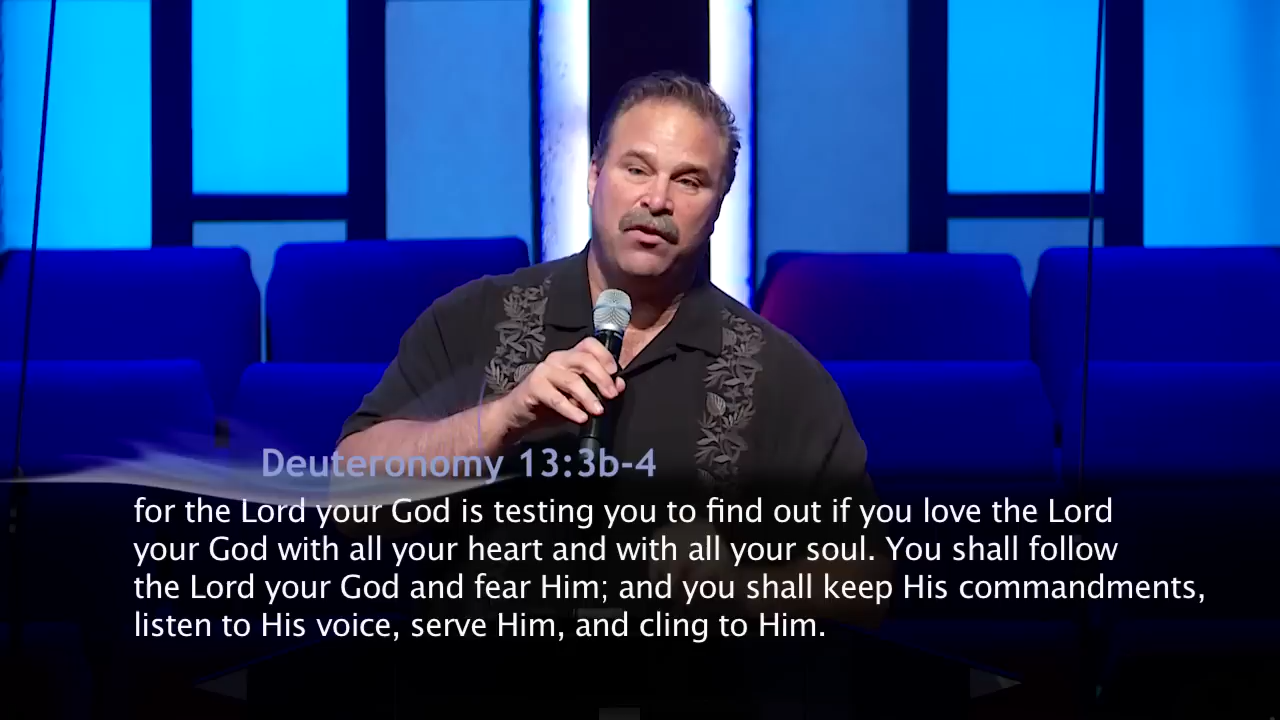 Deuteronomy 13:3b-4
for the Lord your God is testing you to find out if you love the Lord
your God with all your heart and with all your soul. You shall follow
the Lord your God and fear Him; and you shall keep His commandments,
listen to His voice, serve Him, and cling to Him.